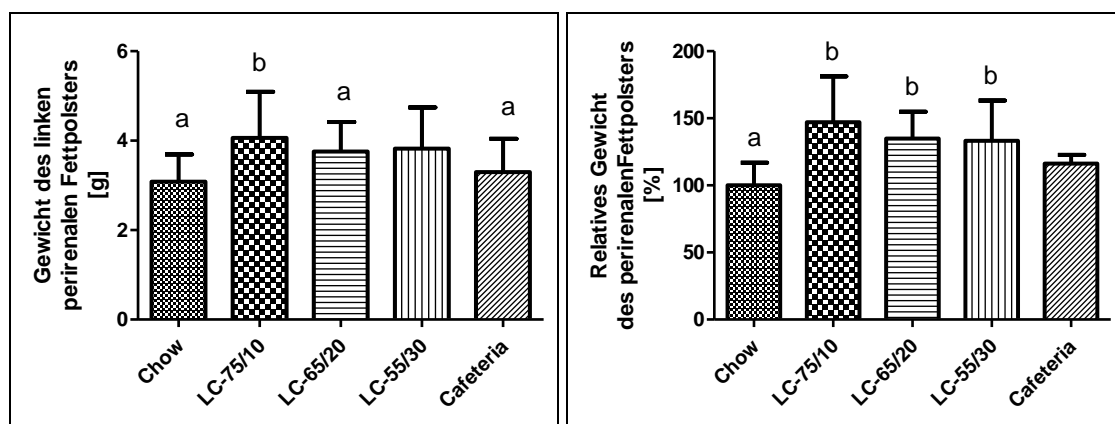 Gewicht des linken
perirenalen Fettpolsters
[g]
6
4
2
0
a
b
a
a
Chow
LC-75/10
LC-65/20
LC-55/30
Cafeteria
Relatives Gewicht
des perirenalenFettpolsters
[%]
200
150
100
50
0
a
b
b
b
Chow
LC-75/10
LC-65/20
LC-55/30
Cafeteria